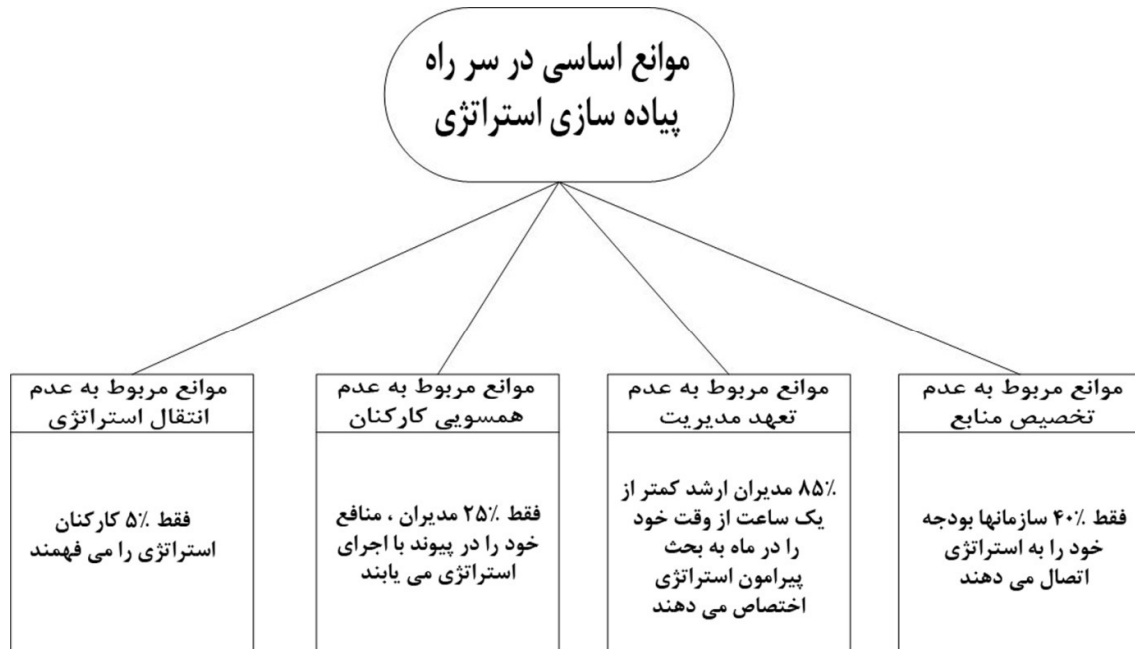 موانع اساسی در سر راه
پیاده سازی استراتژی
موانع مربوط به عدم
تخصیص منابع
فقط ۴۰٪ سازمانها بودجه
خود را به استراتژی
اتصال می دهند
موانع مربوط به عدم
تعهد مدیریت
۸۵٪ مدیران ارشد کمتر از
یک ساعت از وقت خود
را در ماه به بحث
پیرامون استراتژی
اختصاص می دهند
موانع مربوط به عدم
همسویی کارکنان
فقط ۲۵٪ مدیران ، منافع
خود را در پیوند با اجرای
استراتژی می یابند
موانع مربوط به عدم
انتقال استراتژی
فقط ۵٪ کارکنان
استراتژی را می فهمند